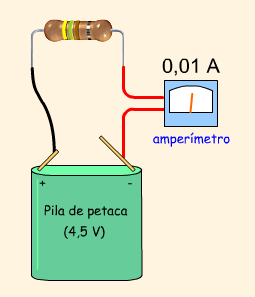 0,01 A
amperímetro
+ -
Pila de petaca
(4,5 V)